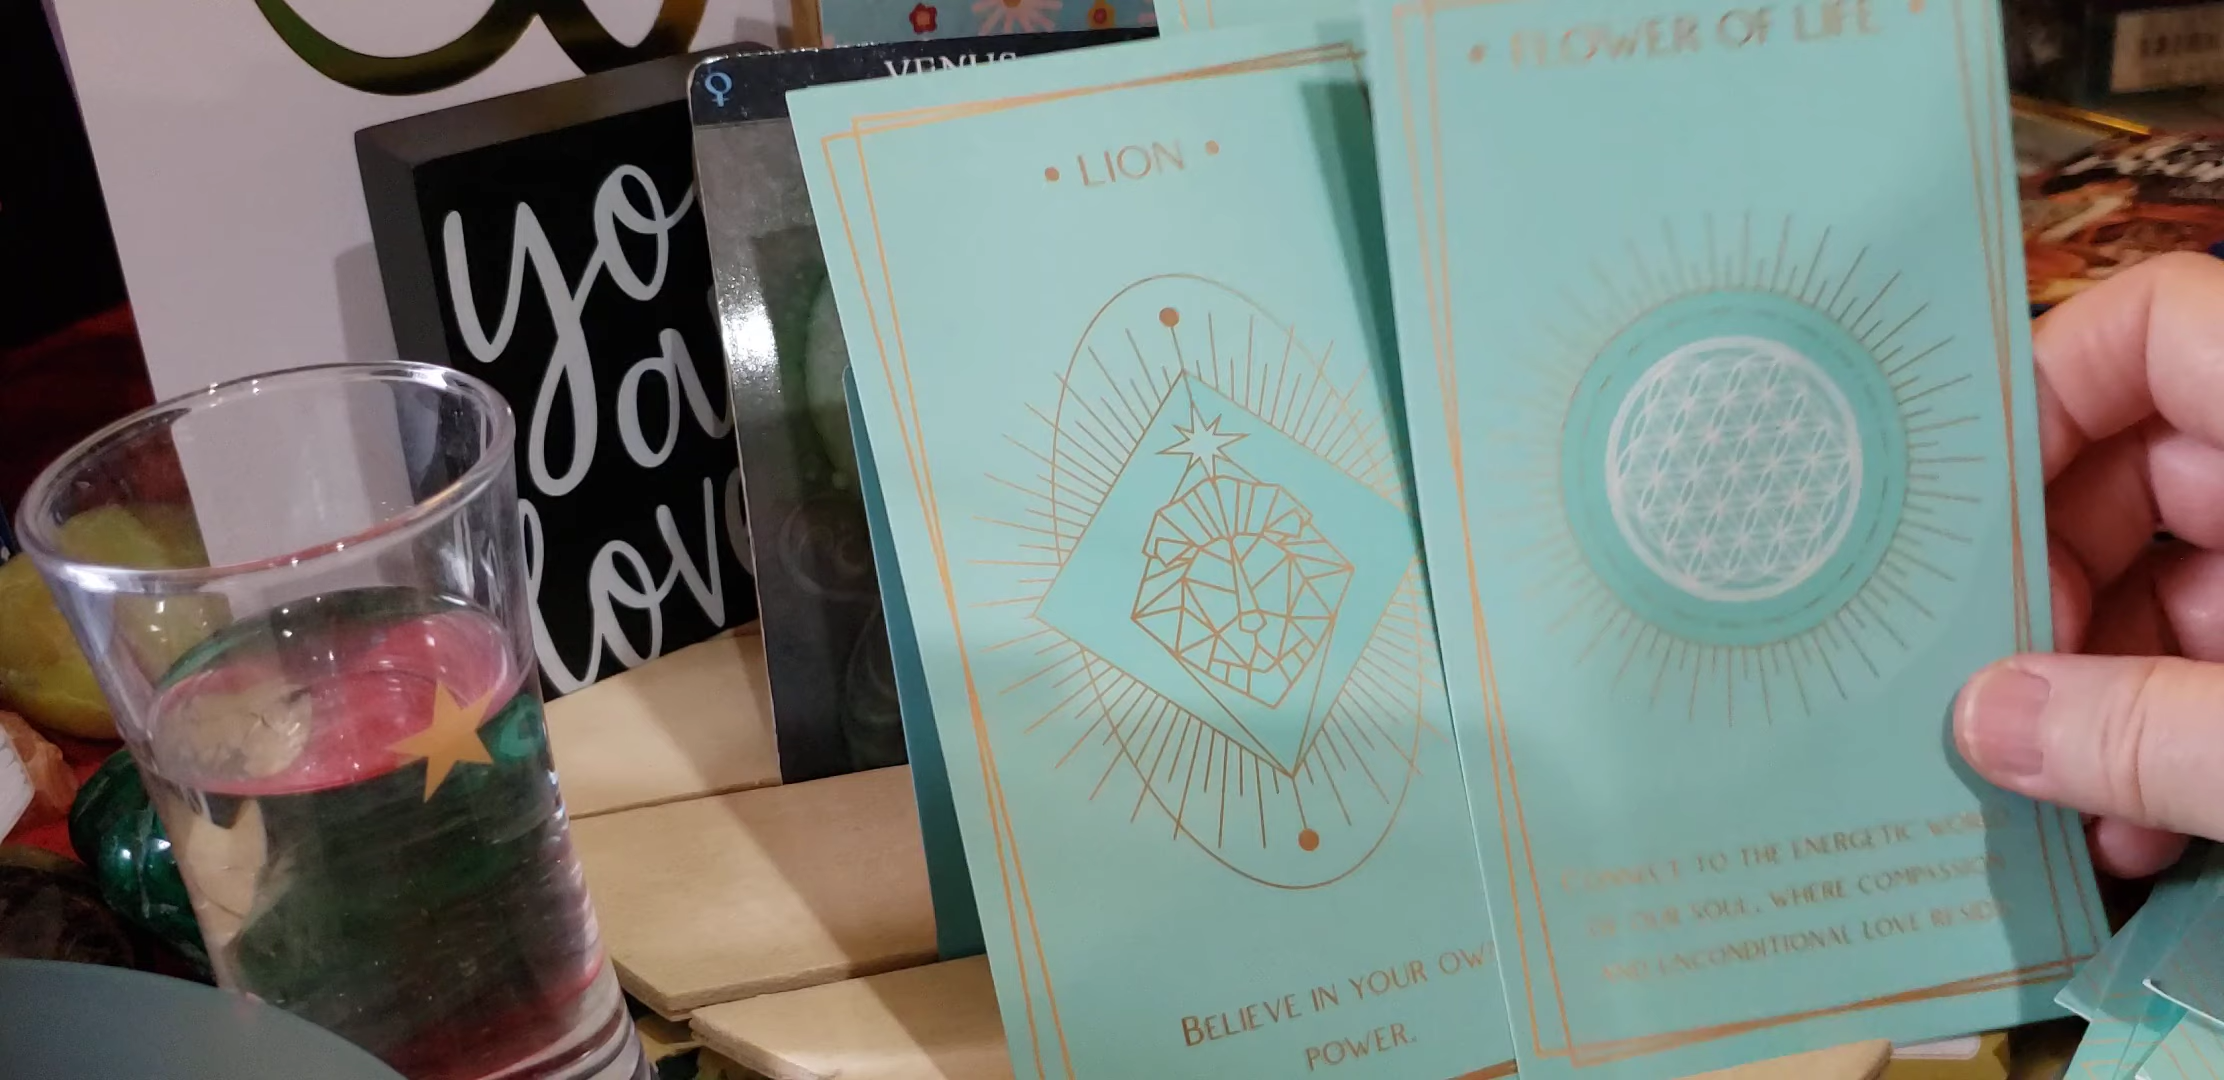 ♀ VENUS
yo
a
love
• LION •
BELIEVE IN YOUR OW
POWER.
• FLOWER OF LIFE •
CONNECT TO THE ENERGETIC WORLD
OF OUR SOUL, WHERE COMPASSION
AND UNCONDITIONAL LOVE RESIDE